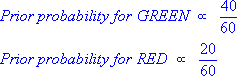 Prior probability for GREEN ∝ 40/60
Prior probability for RED ∝ 20/60